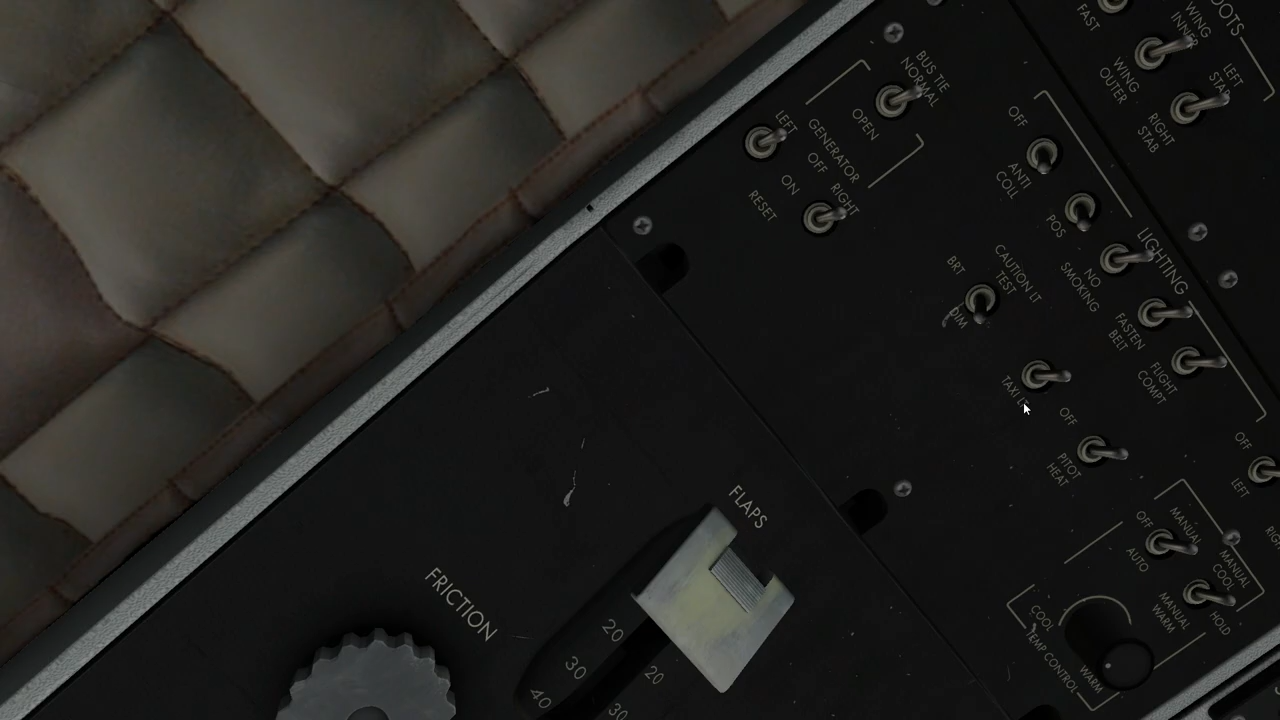 FAST
WING
INNER
WING
OUTER
LEFT
RIGHT
STAB
BUS TIE
NORMAL
OPEN
LEFT
GENERATOR
OFF
ON
RESET
RIGHT
OFF
ANTI
COLL
POS
LIGHTING
NO
SMOKING
FASTEN
BELT
FLIGHT
COMPT
CAUTION LT
TEST
BRT
DIM
TAXI
OFF
PITOT
HEAT
OFF
LEFT
MANUAL
OFF
AUTO
MANUAL
COOL
MANUAL
WARM
HOLD
COOL
TEMP CONTROL
WARM
FLAPS
FRICTION
20
30
40
20
30